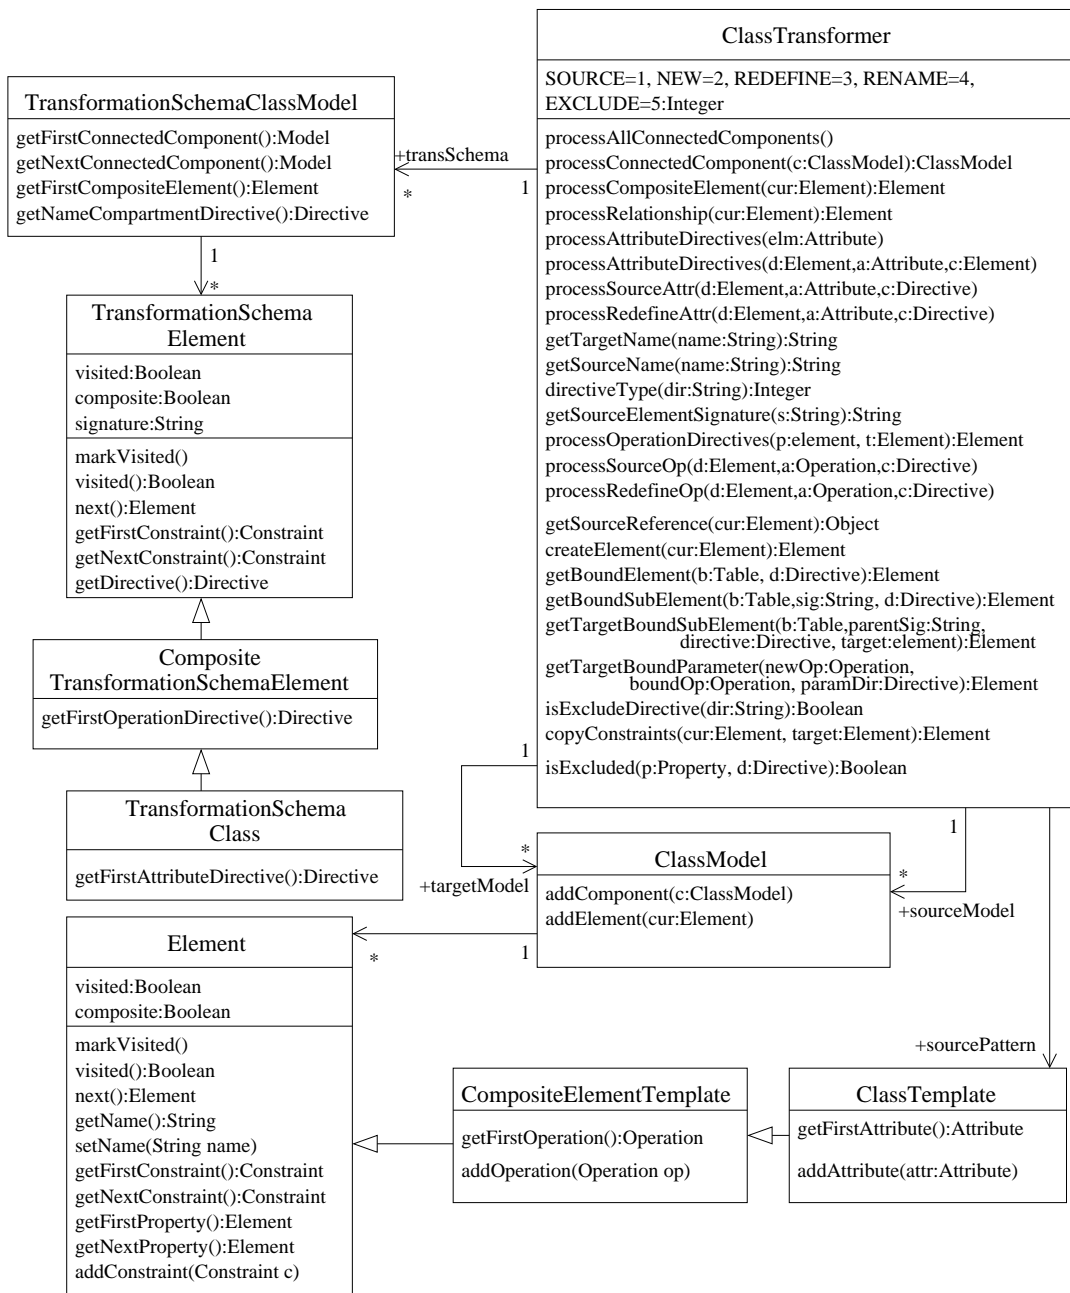 ClassTransformer
SOURCE=1, NEW=2, REDEFINE=3, RENAME=4,
EXCLUDE=5:Integer
processAllConnectedComponents()
processConnectedComponent(c:ClassModel):ClassModel
processCompositeElement(cur:Element):Element
processRelationship(cur:Element):Element
processAttributeDirectives(elm:Attribute)
processAttributeDirectives(d:Element,a:Attribute,c:Element)
processSourceAttr(d:Element,a:Attribute,c:Directive)
processRedefineAttr(d:Element,a:Attribute,c:Directive)
getTargetName(name:String):String
getSourceName(name:String):String
directiveType(dir:String):Integer
getSourceElementSignature(s:String):String
processOperationDirectives(p:element, t:Element):Element
processSourceOp(d:Element,a:Operation,c:Directive)
processRedefineOp(d:Element,a:Operation,c:Directive)
getSourceReference(cur:Element):Object
createElement(cur:Element):Element
getBoundElement(b:Table, d:Directive):Element
getBoundSubElement(b:Table,sig:String, d:Directive):Element
getTargetBoundSubElement(b:Table,parentSig:String,
directive:Directive, target:element):Element
getTargetBoundParameter(newOp:Operation,
boundOp:Operation, paramDir:Directive):Element
isExcludeDirective(dir:String):Boolean
copyConstraints(cur:Element, target:Element):Element
isExcluded(p:Property, d:Directive):Boolean
TransformationSchemaClassModel
getFirstConnectedComponent():Model
getNextConnectedComponent():Model
getFirstCompositeElement():Element
getNameCompartmentDirective():Directive
+transSchema
*
1
1
*
TransformationSchema
Element
visited:Boolean
composite:Boolean
signature:String
markVisited()
visited():Boolean
next():Element
getFirstConstraint():Constraint
getNextConstraint():Constraint
getDirective():Directive
Composite
TransformationSchemaElement
getFirstOperationDirective():Directive
TransformationSchema
Class
getFirstAttributeDirective():Directive
1
*
+targetModel
1
*
+sourceModel
ClassModel
addComponent(c:ClassModel)
addElement(cur:Element)
*
1
Element
visited:Boolean
composite:Boolean
markVisited()
visited():Boolean
next():Element
getName():String
setName(String name)
getFirstConstraint():Constraint
getNextConstraint():Constraint
getFirstProperty():Element
getNextProperty():Element
addConstraint(Constraint c)
+sourcePattern
CompositeElementTemplate
getFirstOperation():Operation
addOperation(Operation op)
ClassTemplate
getFirstAttribute():Attribute
addAttribute(attr:Attribute)